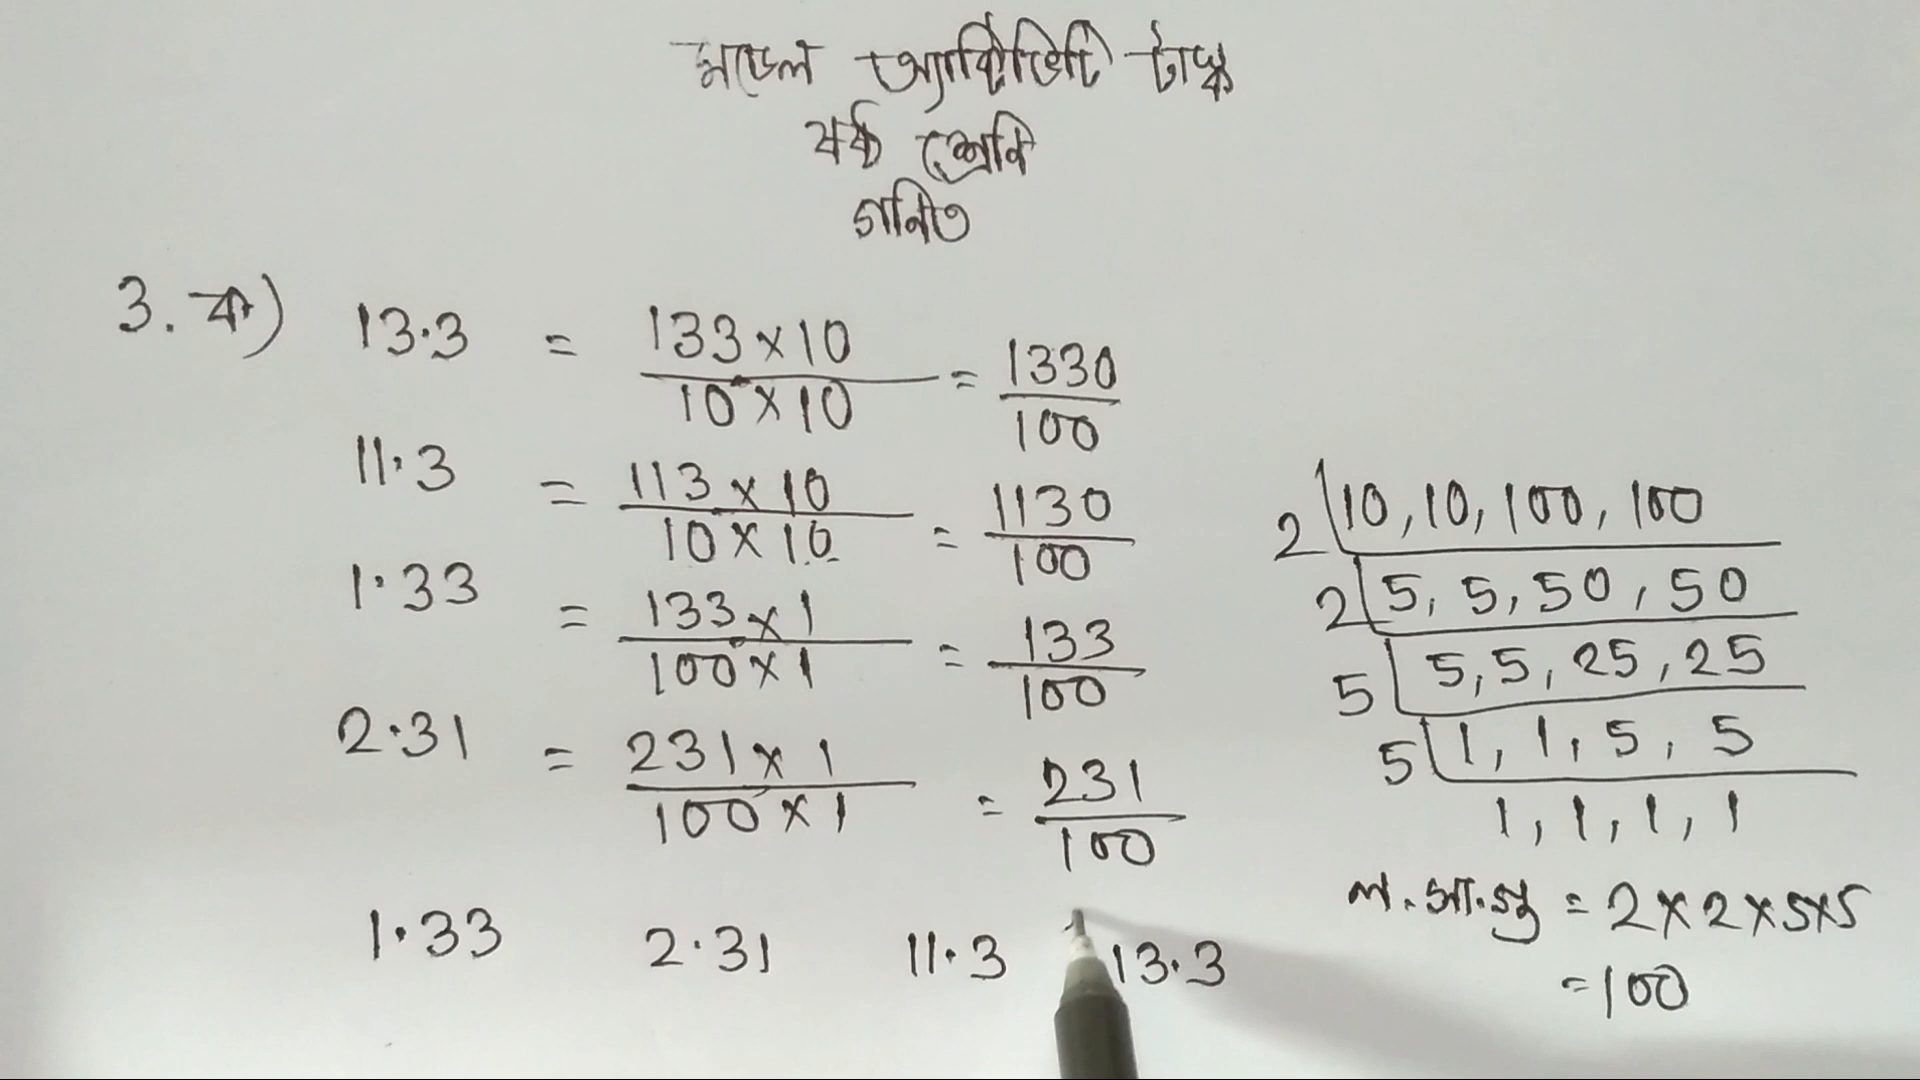 মডেল অ্যাক্টিভিটি টাস্ক
ষষ্ঠ শ্রেনি
গনিত
3. ক) 13.3 = 133 × 10 / 10 × 10 = 1330 / 100
11.3 = 113 × 10 / 10 × 10 = 1130 / 100
1.33 = 133 × 1 / 100 × 1 = 133 / 100
2.31 = 231 × 1 / 100 × 1 = 231 / 100
1.33 2.31 11.3 13.3
2 | 10, 10, 100, 100
2 | 5, 5, 50, 50
5 | 5, 5, 25, 25
5 | 1, 1, 5, 5
1, 1, 1, 1
ল.সা.গু = 2 × 2 × 5 × 5
= 100